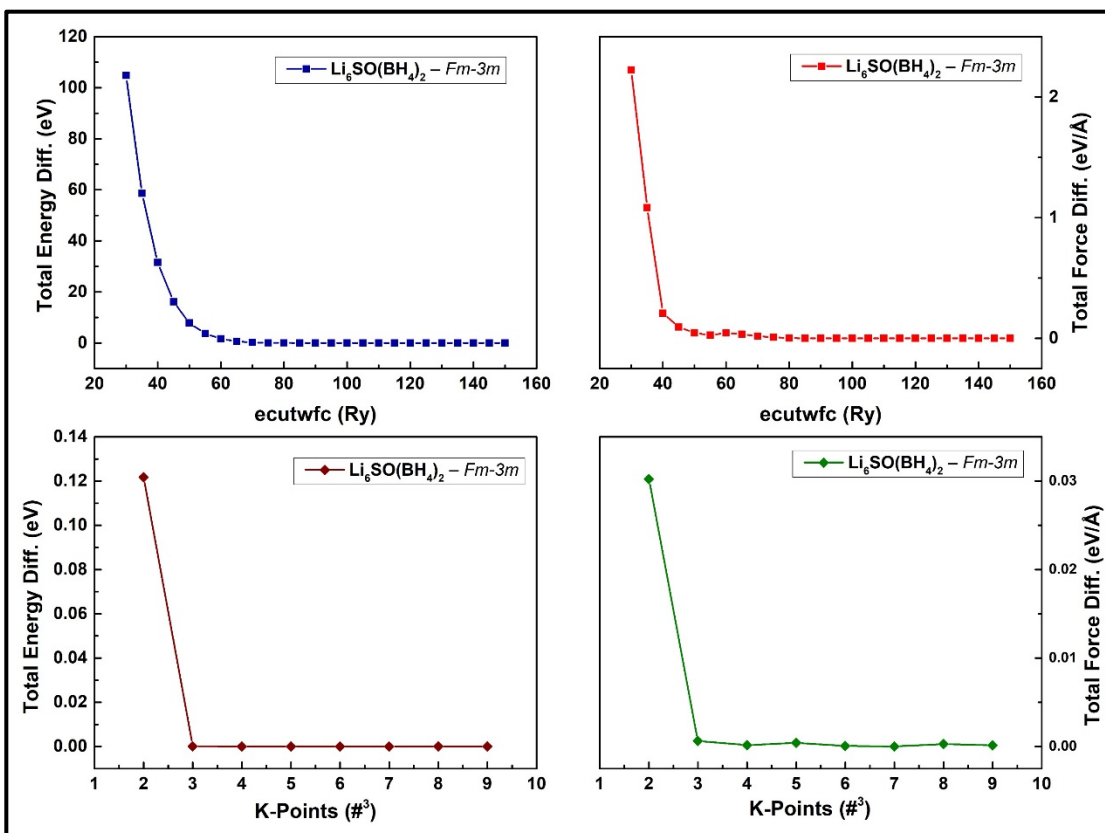 120
100
80
60
40
20
0
Total Energy Diff. (eV)
Li₆SO(BH₄)₂ – Fm-3m
20 40 60 80 100 120 140 160
ecutwfc (Ry)
Li₆SO(BH₄)₂ – Fm-3m
2
1
0
Total Force Diff. (eV/Å)
20 40 60 80 100 120 140 160
ecutwfc (Ry)
0.14
0.12
0.10
0.08
0.06
0.04
0.02
0.00
Total Energy Diff. (eV)
Li₆SO(BH₄)₂ – Fm-3m
1 2 3 4 5 6 7 8 9 10
K-Points (#³)
Li₆SO(BH₄)₂ – Fm-3m
0.03
0.02
0.01
0.00
Total Force Diff. (eV/Å)
1 2 3 4 5 6 7 8 9 10
K-Points (#³)